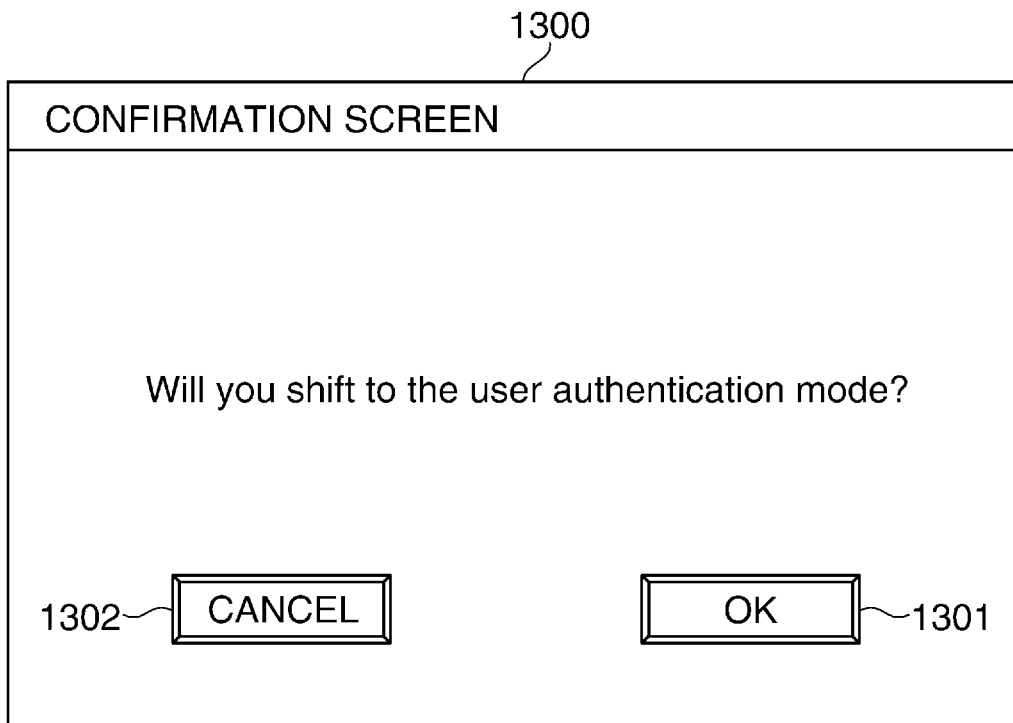 1300
CONFIRMATION SCREEN
Will you shift to the user authentication mode?
1302 CANCEL OK 1301